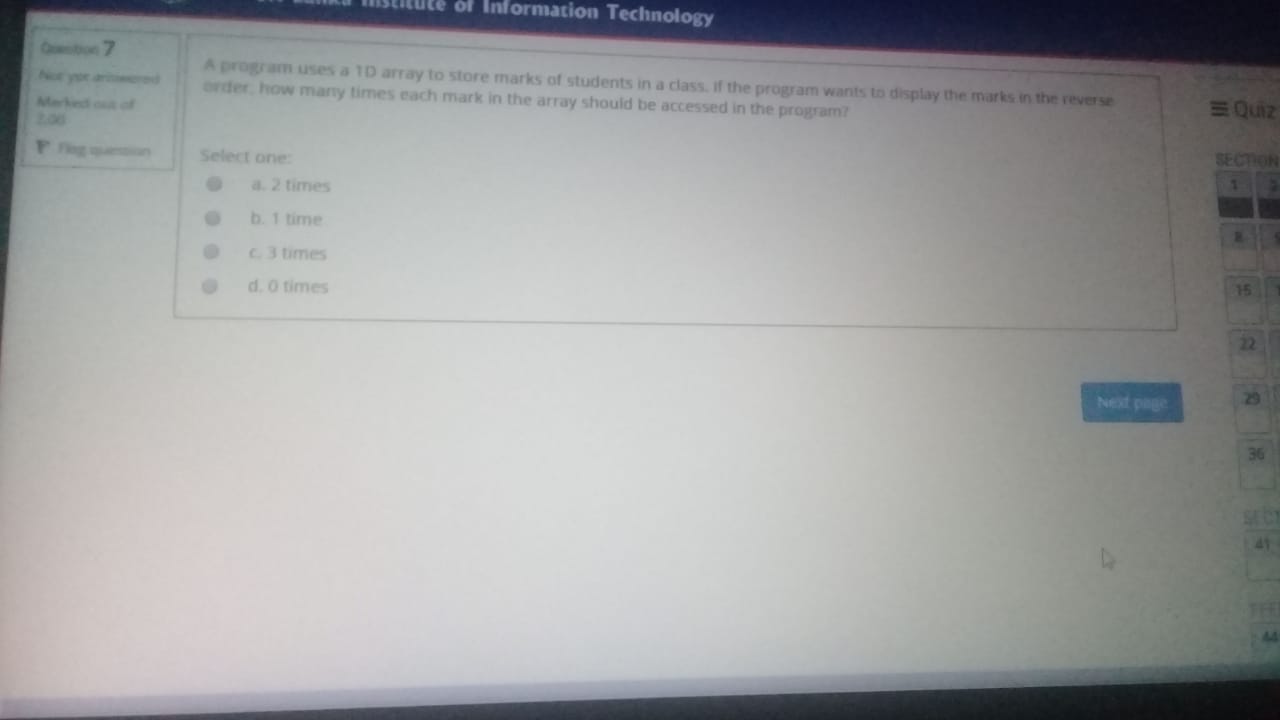 Institute of Information Technology
Question 7
Not yet answered
Marked out of
2.00
Flag question
A program uses a 1D array to store marks of students in a class. If the program wants to display the marks in the reverse
order, how many times each mark in the array should be accessed in the program?
Select one:
a. 2 times
b. 1 time
c. 3 times
d. 0 times
Next page
Quiz
SECTION
1
8
15
22
29
36
SECT
41
44